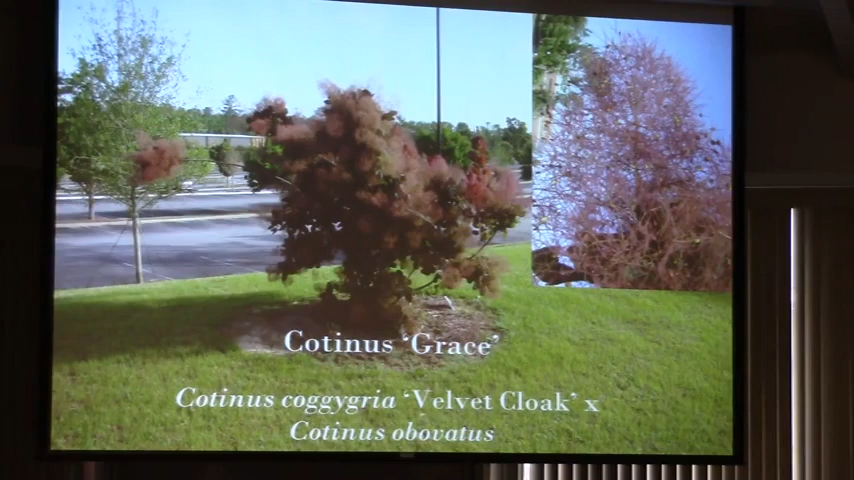 Cotinus ‘Grace’
Cotinus coggygria ‘Velvet Cloak’ x
Cotinus obovatus